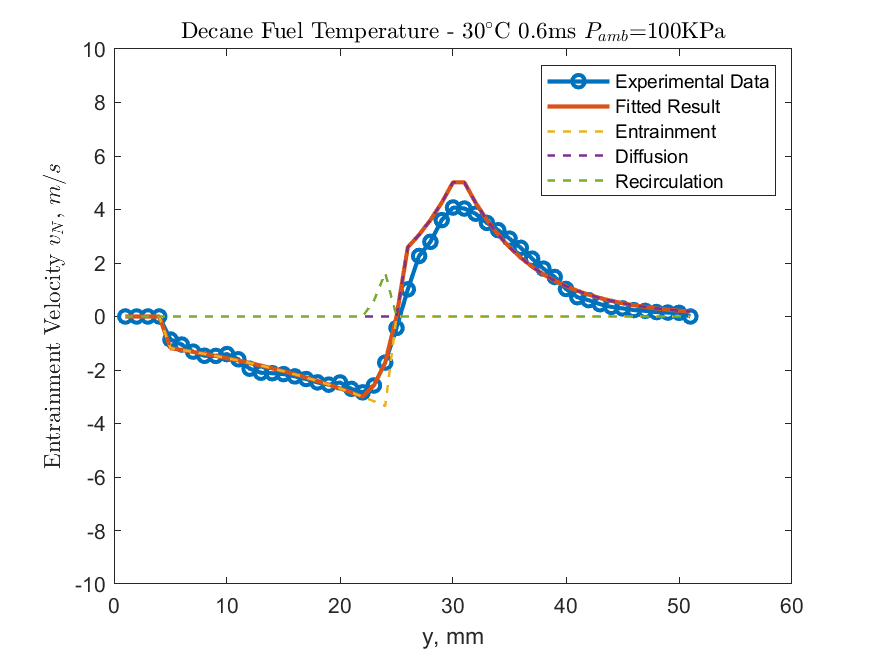 Decane Fuel Temperature - 30°C 0.6ms P_amb=100KPa
Experimental Data
Fitted Result
Entrainment
Diffusion
Recirculation
Entrainment Velocity v_N, m/s
10
8
6
4
2
0
-2
-4
-6
-8
-10
0 10 20 30 40 50 60
y, mm